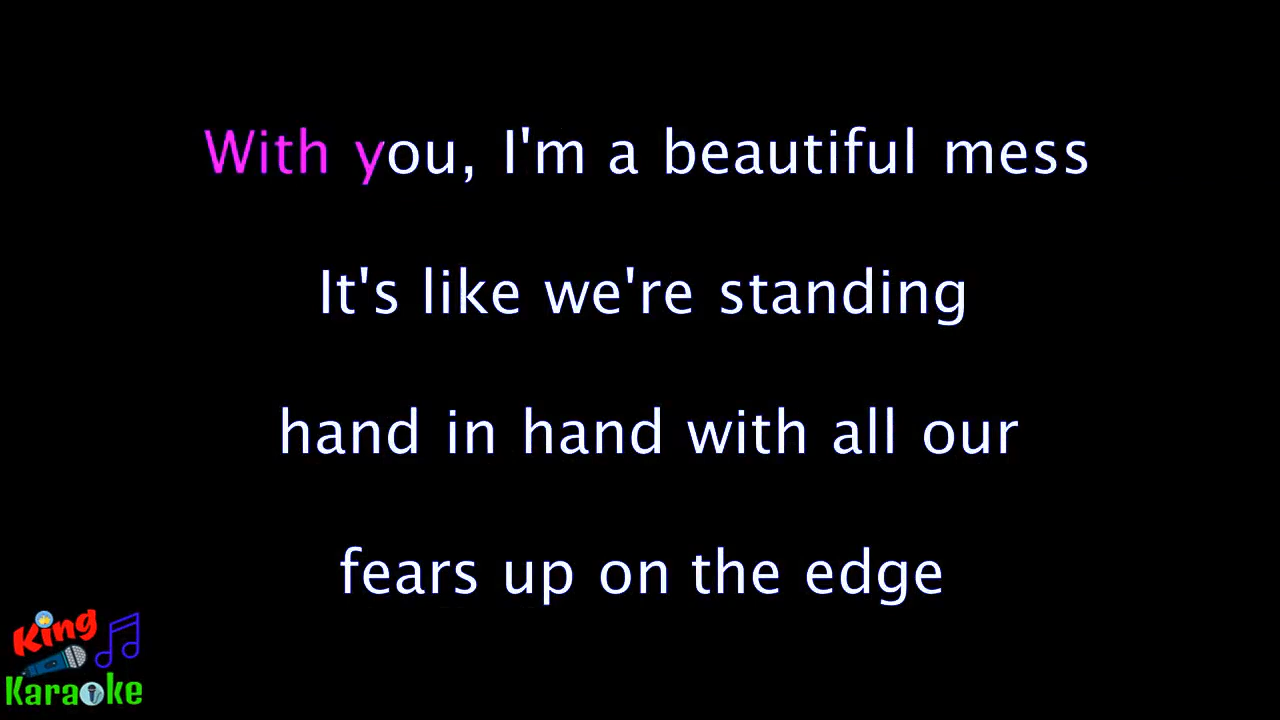 With you, I'm a beautiful mess
It's like we're standing
hand in hand with all our
fears up on the edge
King
Karaoke